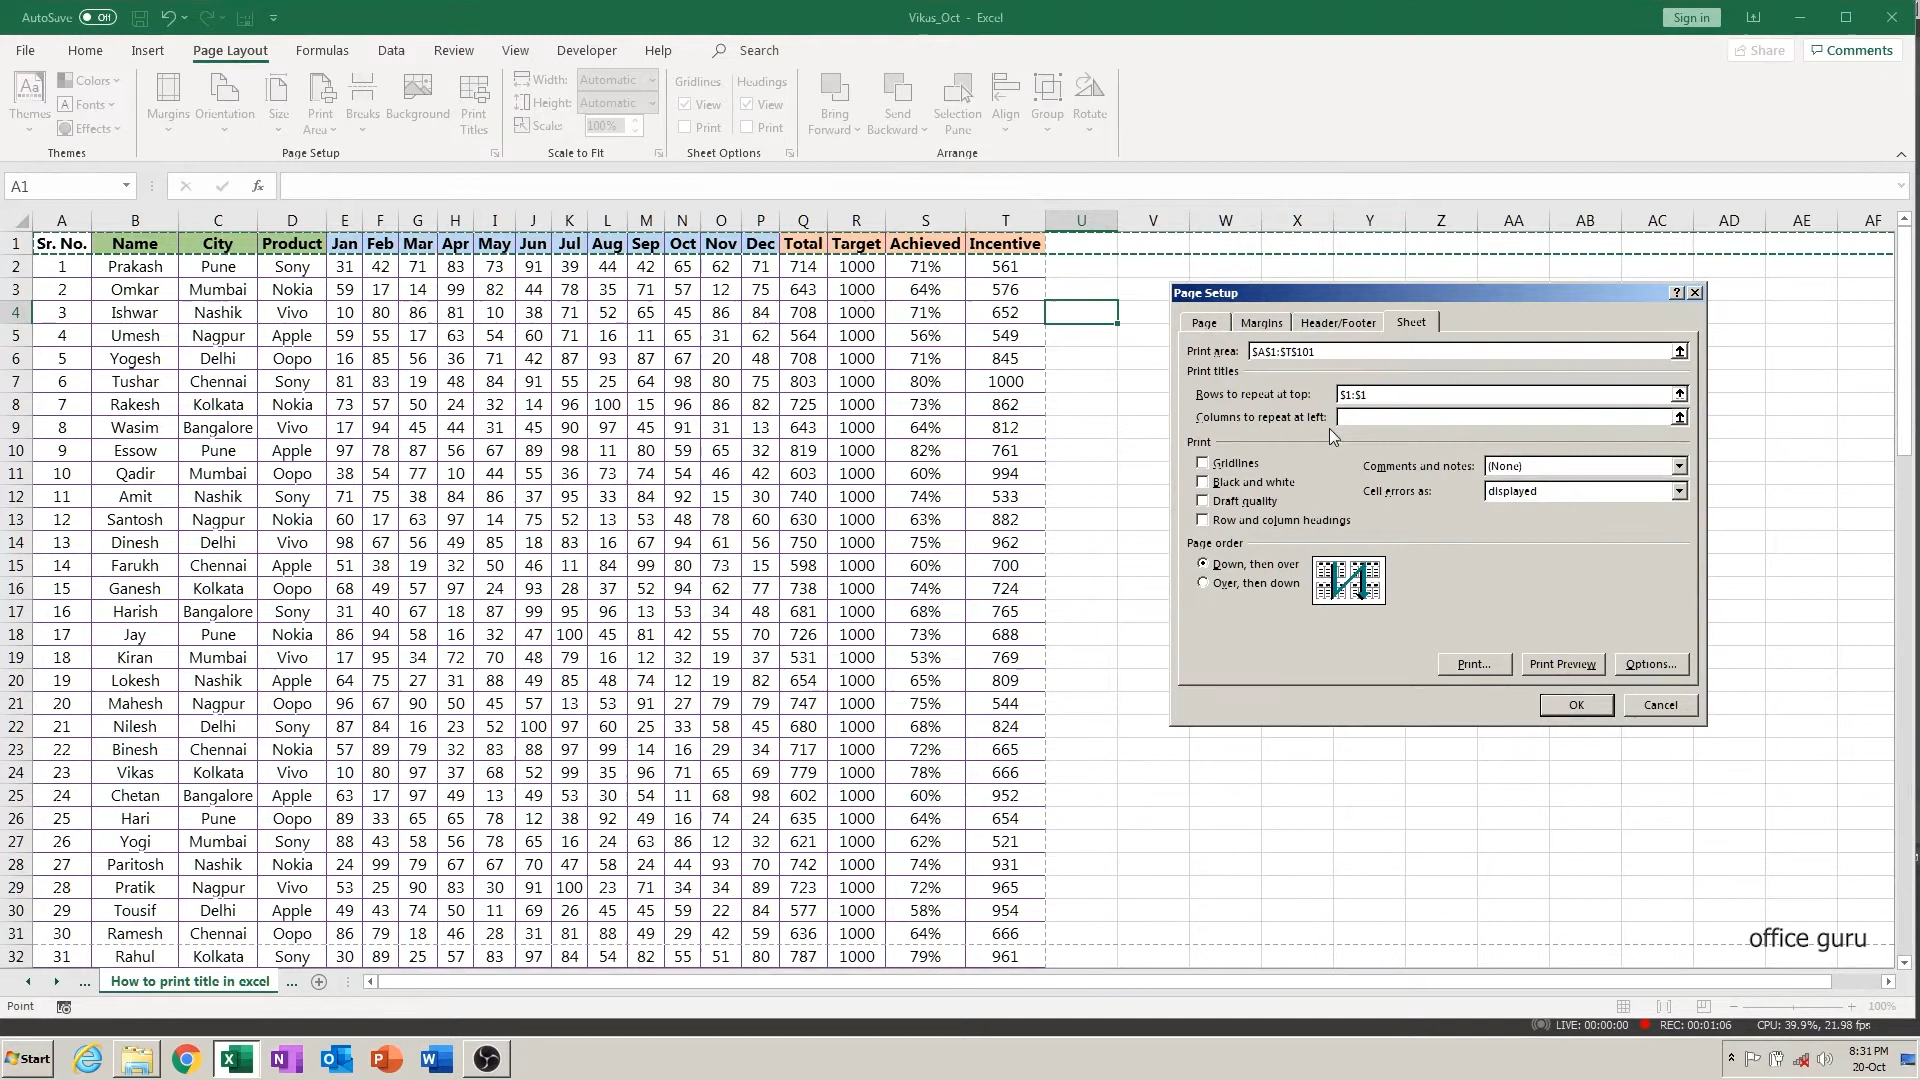 AutoSave Off Vikas_Oct - Excel Sign in
File Home Insert Page Layout Formulas Data Review View Developer Help Search Share Comments
Themes Colors Fonts Effects Margins Orientation Size Print Area Breaks Background Print Titles Width: Automatic Height: Automatic Scale: 100% Gridlines View Print Headings View Print Bring Forward Send Backward Selection Pane Align Group Rotate
Themes Page Setup Scale to Fit Sheet Options Arrange
A1 fx
A B C D E F G H I J K L M N O P Q R S T U V W X Y Z AA AB AC AD AE AF
1 Sr. No. Name City Product Jan Feb Mar Apr May Jun Jul Aug Sep Oct Nov Dec Total Target Achieved Incentive
2 1 Prakash Pune Sony 31 42 71 83 73 91 39 44 42 65 62 71 714 1000 71% 561
3 2 Omkar Mumbai Nokia 59 17 14 99 82 44 78 35 71 57 12 75 643 1000 64% 576
4 3 Ishwar Nashik Vivo 10 80 86 81 10 38 71 52 65 45 86 84 708 1000 71% 652
5 4 Umesh Nagpur Apple 59 55 17 63 54 60 71 16 11 65 31 62 564 1000 56% 549
6 5 Yogesh Delhi Oopo 16 85 56 36 71 42 87 93 87 67 20 48 708 1000 71% 845
7 6 Tushar Chennai Sony 81 83 19 48 84 91 55 25 64 98 80 75 803 1000 80% 1000
8 7 Rakesh Kolkata Nokia 73 57 50 24 32 14 96 100 15 96 86 82 725 1000 73% 862
9 8 Wasim Bangalore Vivo 17 94 45 44 31 45 90 97 45 91 31 13 643 1000 64% 812
10 9 Essow Pune Apple 97 78 87 56 67 89 98 11 80 59 65 32 819 1000 82% 761
11 10 Qadir Mumbai Oopo 38 54 77 10 44 55 36 73 74 54 46 42 603 1000 60% 994
12 11 Amit Nashik Sony 71 75 38 84 86 37 95 33 84 92 15 30 740 1000 74% 533
13 12 Santosh Nagpur Nokia 60 17 63 97 14 75 52 13 53 48 78 60 630 1000 63% 882
14 13 Dinesh Delhi Vivo 98 67 56 49 85 18 83 16 67 94 61 56 750 1000 75% 962
15 14 Farukh Chennai Apple 51 38 19 32 50 46 11 84 99 80 73 15 598 1000 60% 700
16 15 Ganesh Kolkata Oopo 68 49 57 97 24 93 28 37 52 94 62 77 738 1000 74% 724
17 16 Harish Bangalore Sony 31 40 67 18 87 99 95 96 13 53 34 48 681 1000 68% 765
18 17 Jay Pune Nokia 86 94 58 16 32 47 100 45 81 42 55 70 726 1000 73% 688
19 18 Kiran Mumbai Vivo 17 95 34 72 70 48 79 16 12 32 19 37 531 1000 53% 769
20 19 Lokesh Nashik Apple 64 75 27 31 88 49 85 48 74 12 19 82 654 1000 65% 809
21 20 Mahesh Nagpur Oopo 96 67 90 50 45 57 13 53 91 27 79 79 747 1000 75% 544
22 21 Nilesh Delhi Sony 87 84 16 23 52 100 97 60 25 33 58 45 680 1000 68% 824
23 22 Binesh Chennai Nokia 57 89 79 32 83 88 97 99 14 16 29 34 717 1000 72% 665
24 23 Vikas Kolkata Vivo 10 80 97 37 68 52 99 35 96 71 65 69 779 1000 78% 666
25 24 Chetan Bangalore Apple 63 17 97 49 13 49 53 30 54 11 68 98 602 1000 60% 952
26 25 Hari Pune Oopo 89 33 65 65 78 12 38 92 49 16 74 24 635 1000 64% 654
27 26 Yogi Mumbai Sony 88 43 58 56 78 65 16 24 63 86 12 32 621 1000 62% 521
28 27 Paritosh Nashik Nokia 24 99 79 67 67 70 47 58 24 44 93 70 742 1000 74% 931
29 28 Pratik Nagpur Vivo 53 25 90 83 30 91 100 23 71 34 34 89 723 1000 72% 965
30 29 Tousif Delhi Apple 49 43 74 50 11 69 26 45 45 59 22 84 577 1000 58% 954
31 30 Ramesh Chennai Oopo 86 79 18 46 28 31 81 88 49 29 42 59 636 1000 64% 666
32 31 Rahul Kolkata Sony 30 89 25 57 83 97 84 54 82 55 51 80 787 1000 79% 961
Page Setup
Page Margins Header/Footer Sheet
Print area: $A$1:$T$101
Print titles
Rows to repeat at top: $1:$1
Columns to repeat at left:
Print
Gridlines Comments and notes: (None)
Black and white
Cell errors as: displayed
Draft quality
Row and column headings
Page order
Down, then over
Over, then down
Print... Print Preview Options...
OK Cancel
office guru
... How to print title in excel ...
Point 100%
LIVE: 00:00:00 REC: 00:01:06 CPU: 39.9%, 21.98 fps
Start 8:31 PM
20-Oct